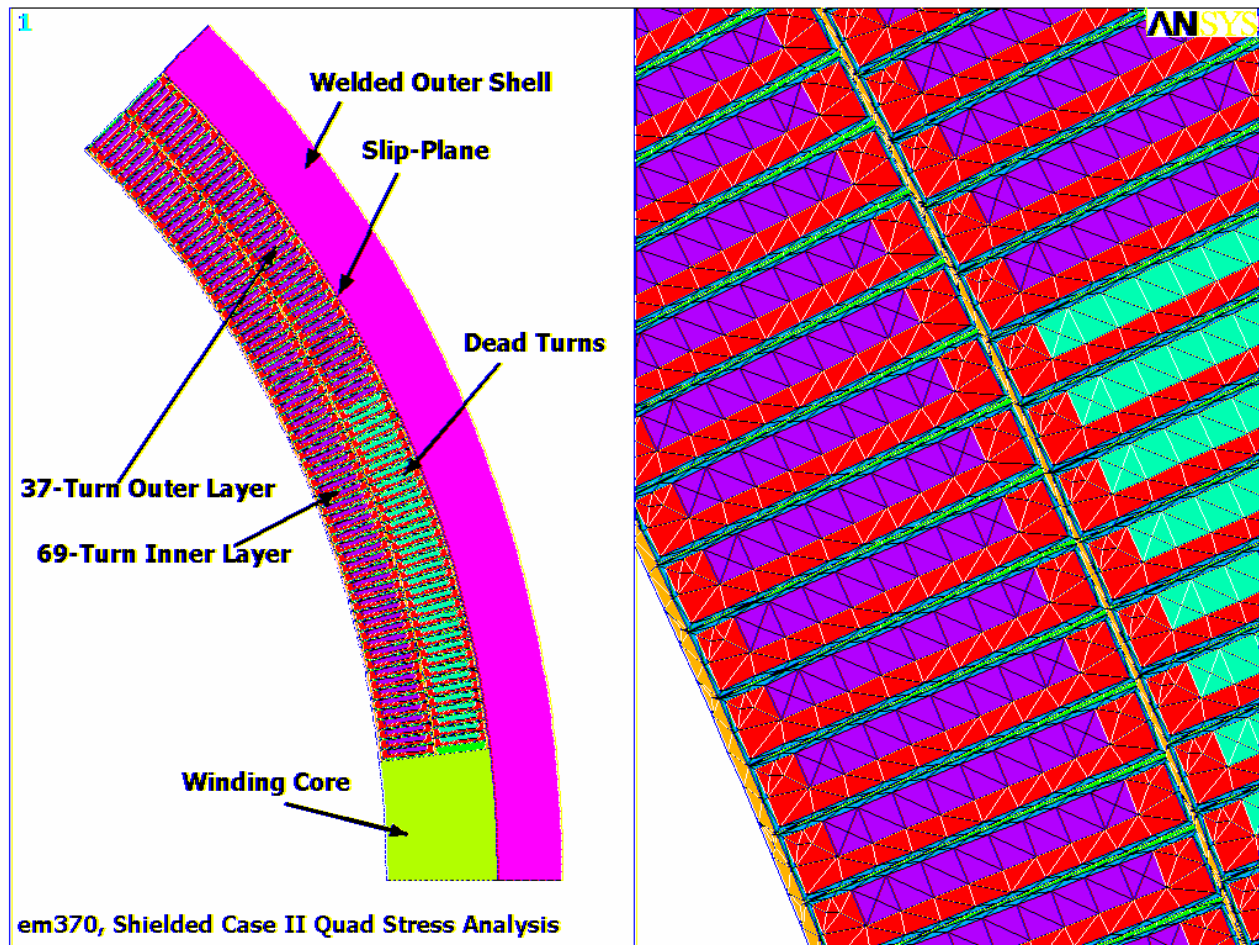 1
ANSYS
Welded Outer Shell
Slip-Plane
Dead Turns
37-Turn Outer Layer
69-Turn Inner Layer
Winding Core
em370, Shielded Case II Quad Stress Analysis